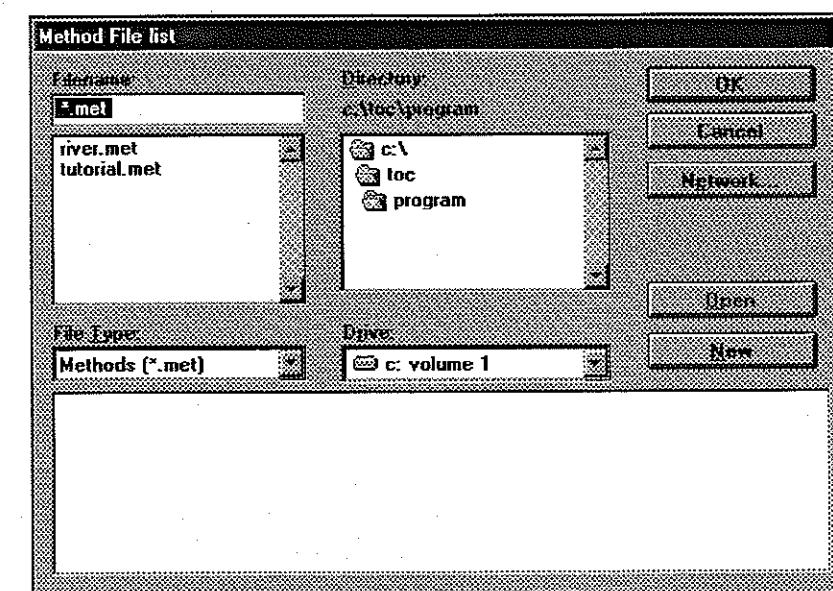 Method File list
Filename:
*.met
river.met
tutorial.met
File Type:
Methods (*.met)
Directory:
c:\toc\program
c:\
toc
program
Drive:
c: volume 1
OK
Cancel
Network...
Open
New